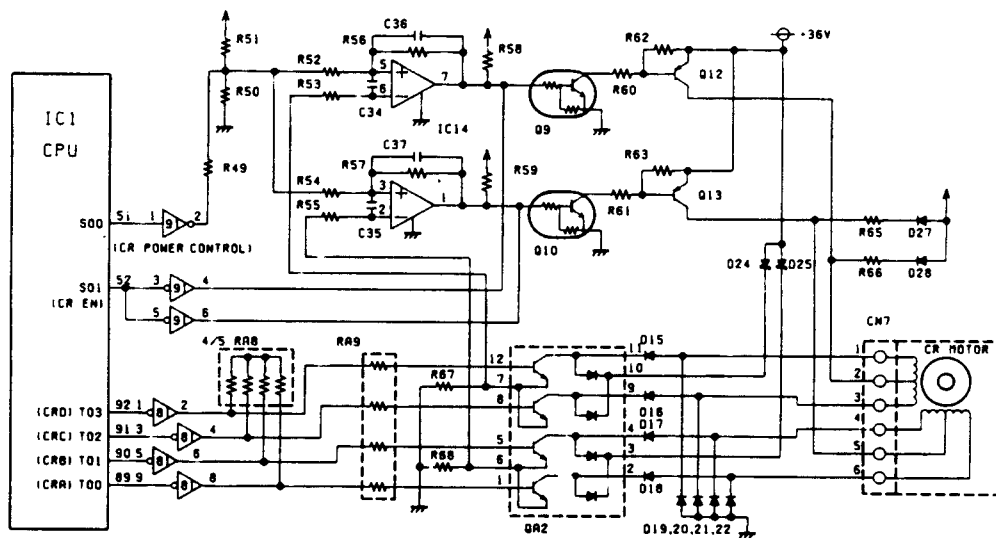 C36
R51
R56
R58
R62
+36V
R52
5
7
Q12
R53
6
R60
R50
C34
IC14
Q9
IC1
CPU
C37
R57
R59
R63
R49
R54
3
1
Q13
R55
2
R61
S00
51
1
9
2
C35
Q10
R65
D27
(CR POWER CONTROL)
D24
D25
R66
D28
S01
52
3
9
4
(CR EN)
5
9
6
CN7
4/5
RA8
RA9
D15
CR MOTOR
12
11
1
R67
7
10
2
(CRD) T03
92
1
8
2
8
9
D16
3
(CRC) T02
91
3
8
4
D17
4
5
4
(CRB) T01
90
5
8
6
R68
6
3
5
(CRA) T00
89
9
8
8
1
2
6
D18
QA2
D19,20,21,22